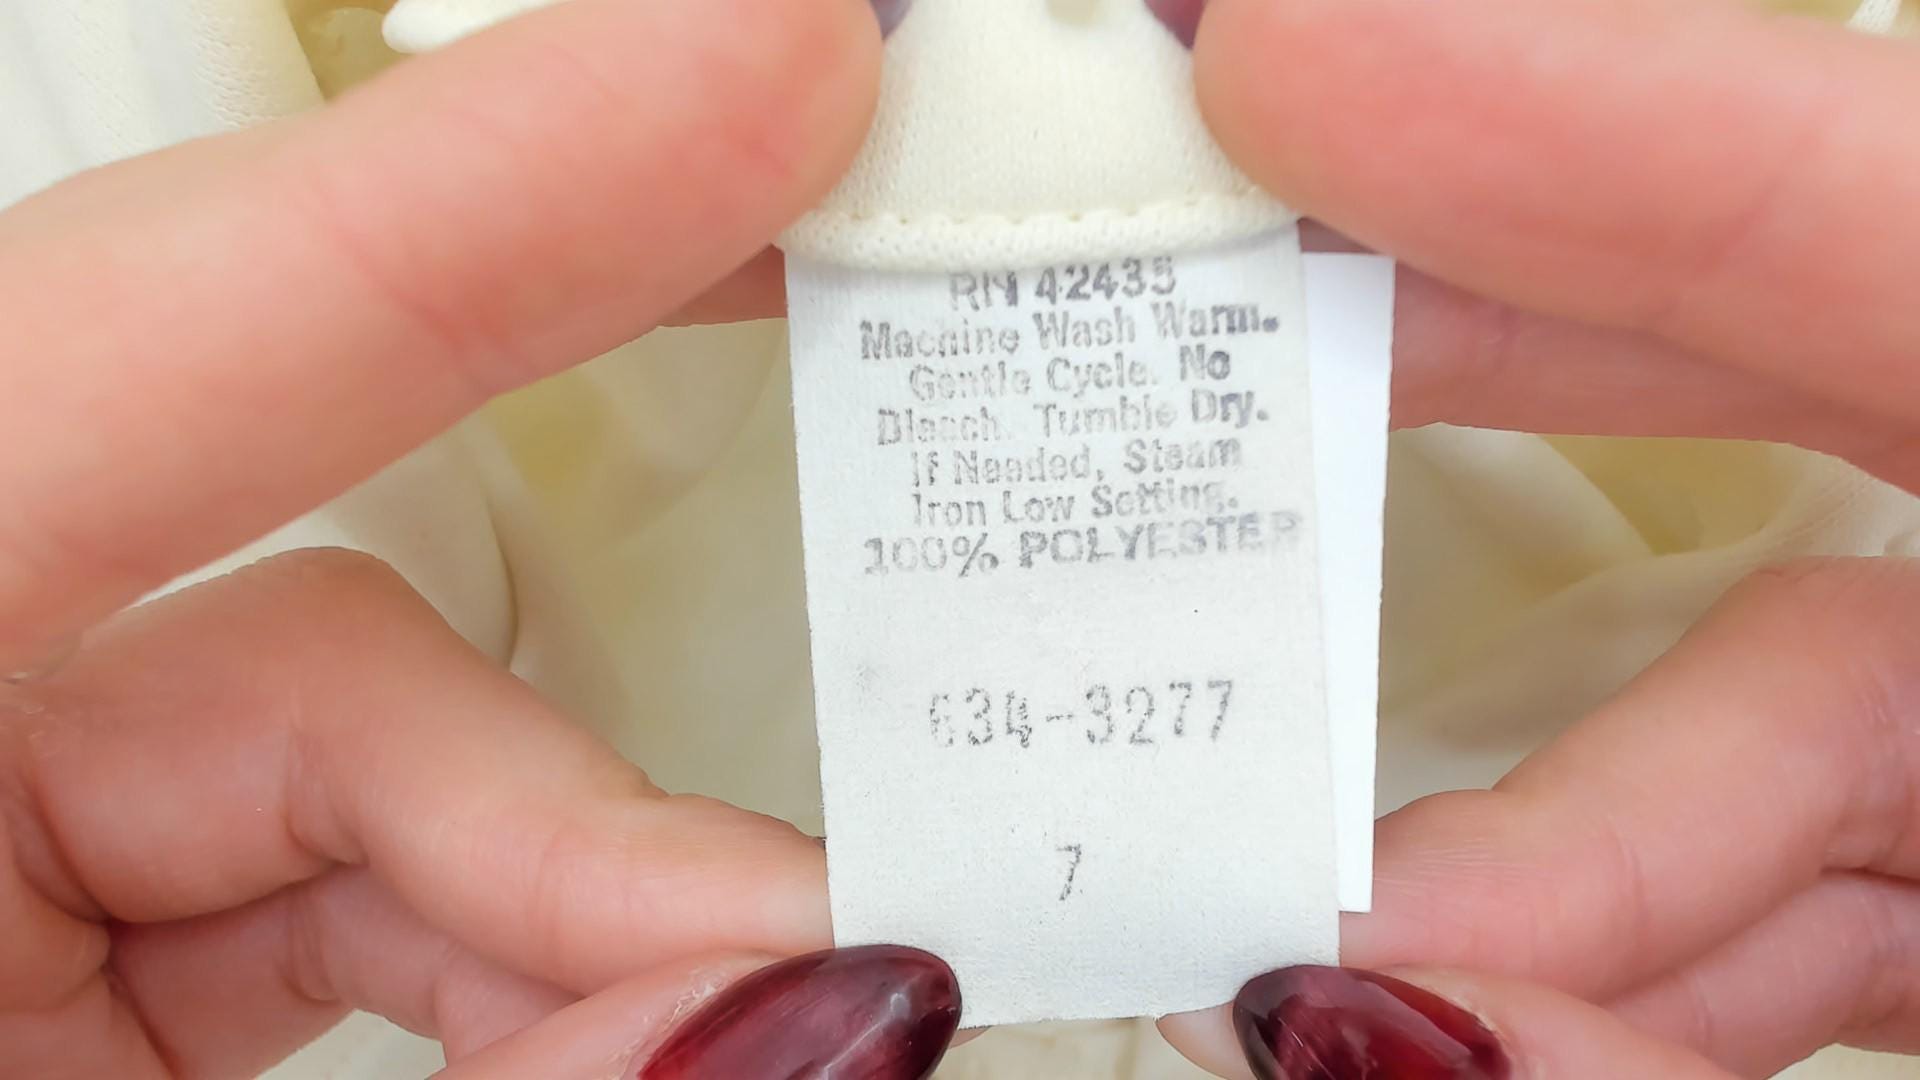 RN 42435
Machine Wash Warm.
Gentle Cycle. No
Bleach. Tumble Dry.
If Needed, Steam
Iron Low Setting.
100% POLYESTER
634-3277
7